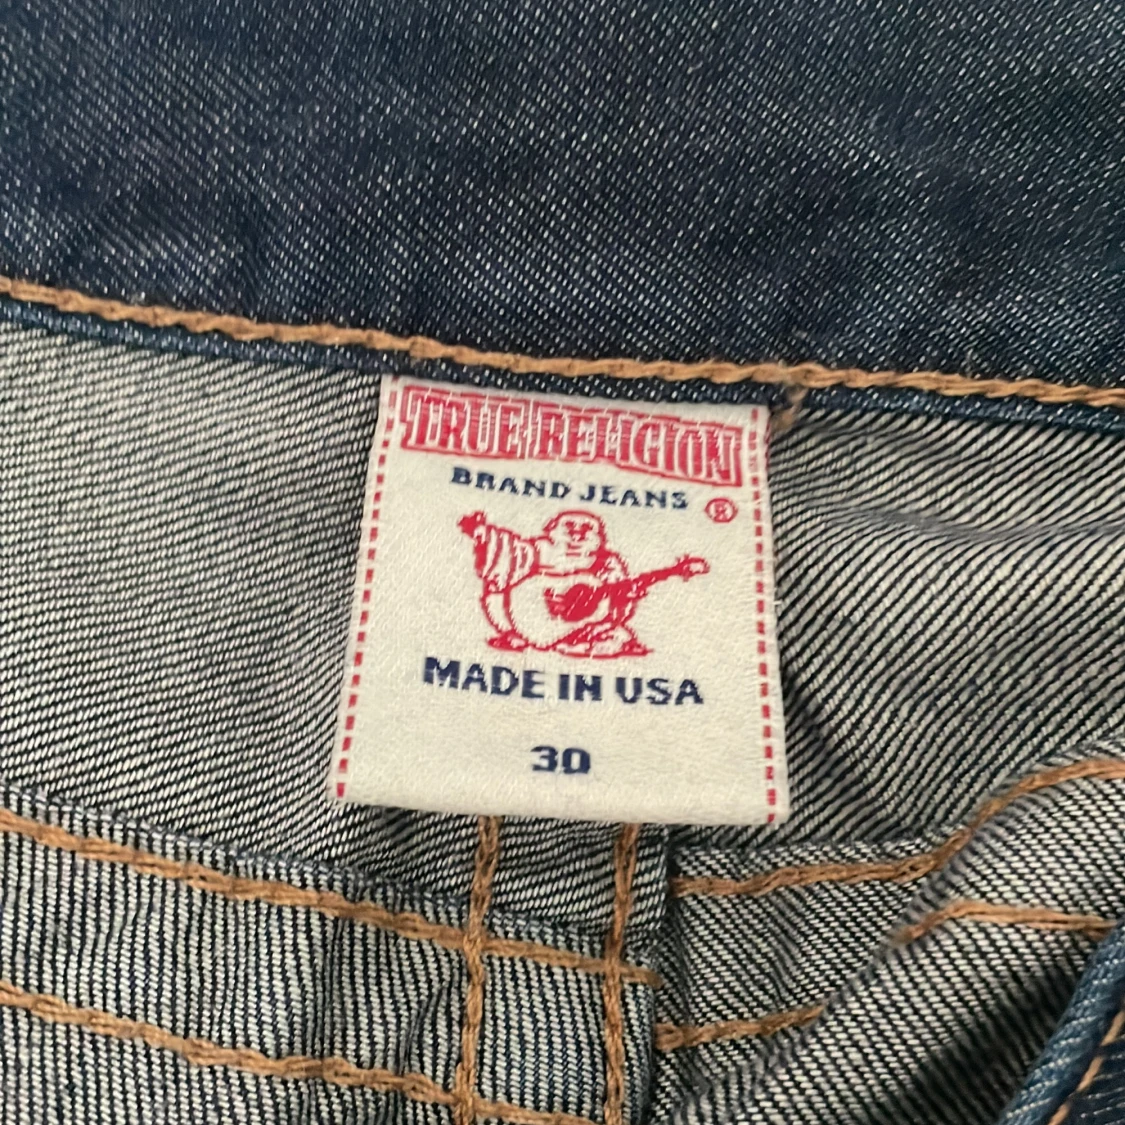 TRUE RELIGION
BRAND JEANS ®
MADE IN USA
30